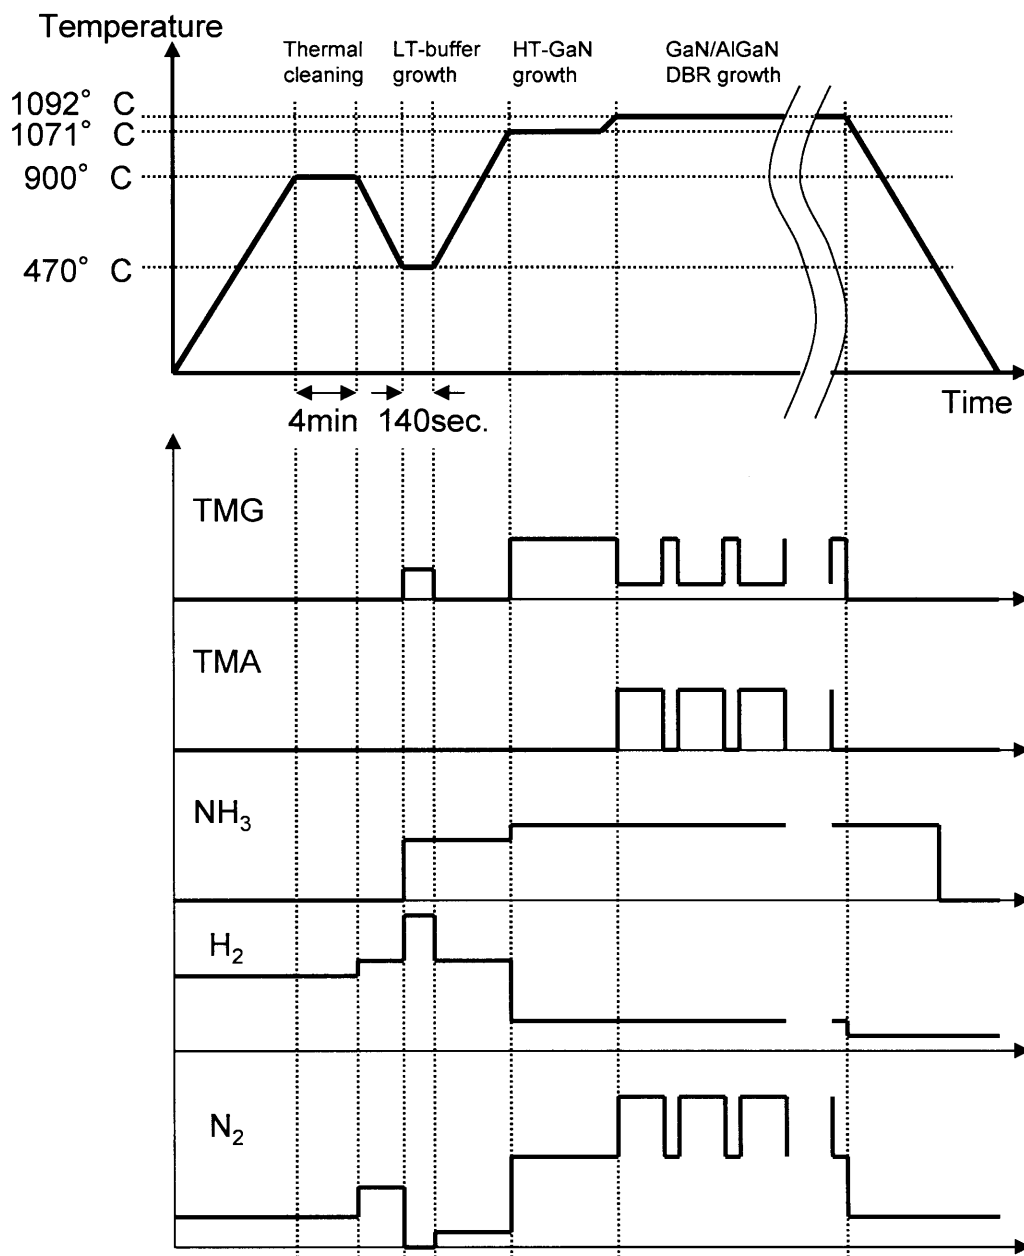 Temperature
Thermal
cleaning
LT-buffer
growth
HT-GaN
growth
GaN/AlGaN
DBR growth
1092° C
1071° C
900° C
470° C
4min
140sec.
Time
TMG
TMA
NH₃
H₂
N₂